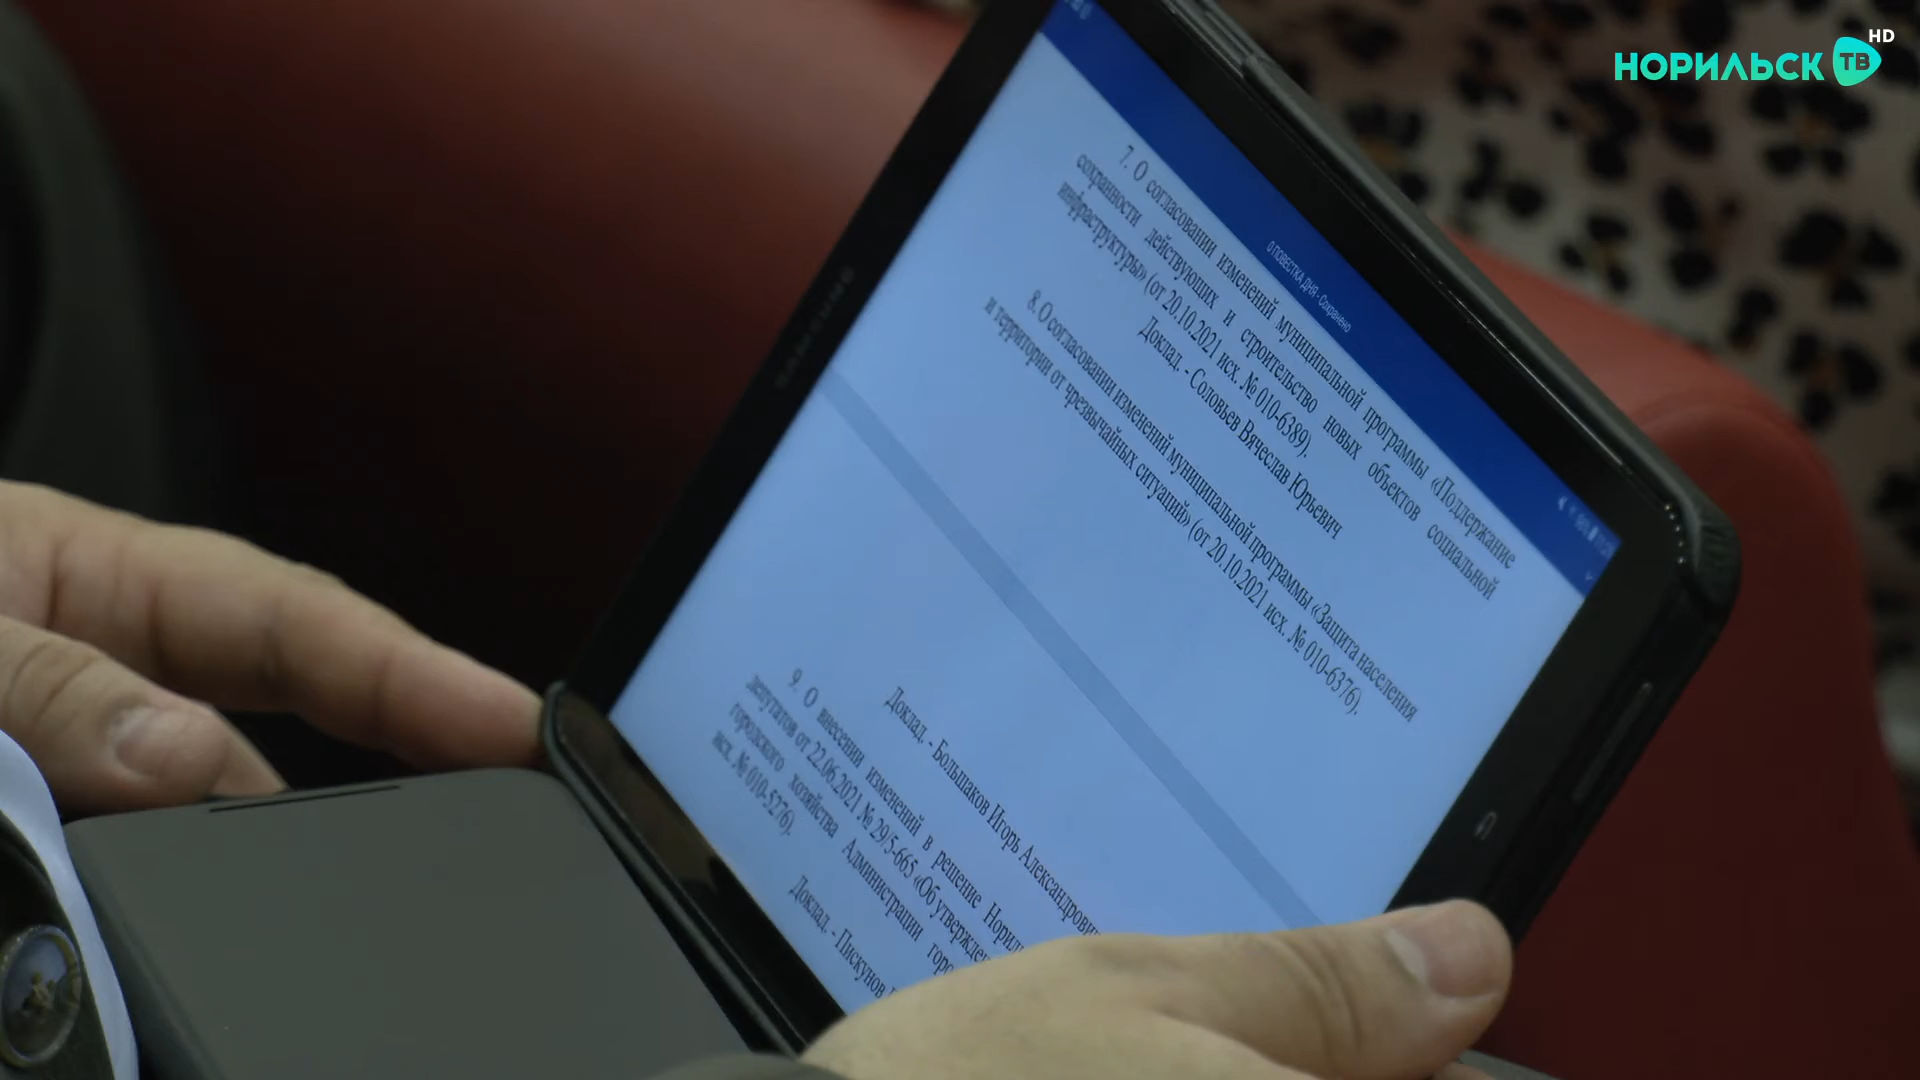 НОРИЛЬСК ТВ HD
0 ПОВЕСТКА ДНЯ - Сохранено
7. О согласовании изменений муниципальной программы «Поддержание
сохранности действующих и строительство новых объектов социальной
инфраструктуры» (от 20.10.2021 исх. № 010-6389).
Доклад. - Соловьев Вячеслав Юрьевич
8. О согласовании изменений муниципальной программы «Защита населения
и территории от чрезвычайных ситуаций» (от 20.10.2021 исх. № 010-6376).
Доклад. - Большаков Игорь Александрович
9. О внесении изменений в решение Норил
депутатов от 22.06.2021 № 29/5-665 «Об утвержден
городского хозяйства Администрации горо
исх. № 010-5276).
Доклад. - Пискунов
SAMSUNG